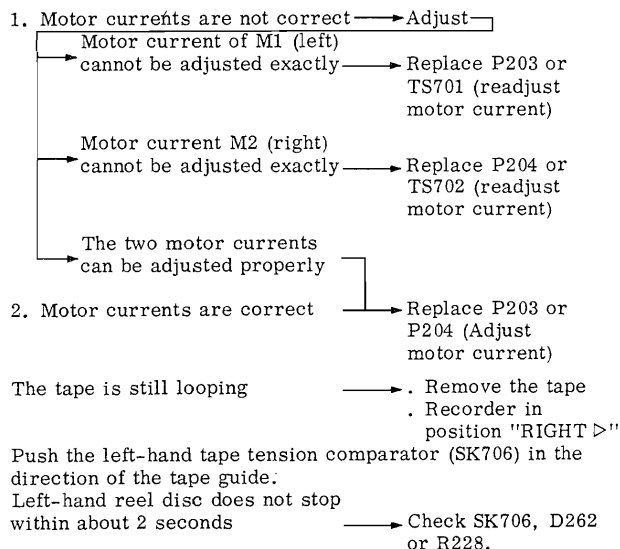 1. Motor currents are not correct → Adjust
Motor current of M1 (left)
cannot be adjusted exactly → Replace P203 or
TS701 (readjust
motor current)
Motor current M2 (right)
cannot be adjusted exactly → Replace P204 or
TS702 (readjust
motor current)
The two motor currents
can be adjusted properly
2. Motor currents are correct → Replace P203 or
P204 (Adjust
motor current)
The tape is still looping → . Remove the tape
. Recorder in
position "RIGHT ▷"
Push the left-hand tape tension comparator (SK706) in the
direction of the tape guide.
Left-hand reel disc does not stop
within about 2 seconds → Check SK706, D262
or R228.